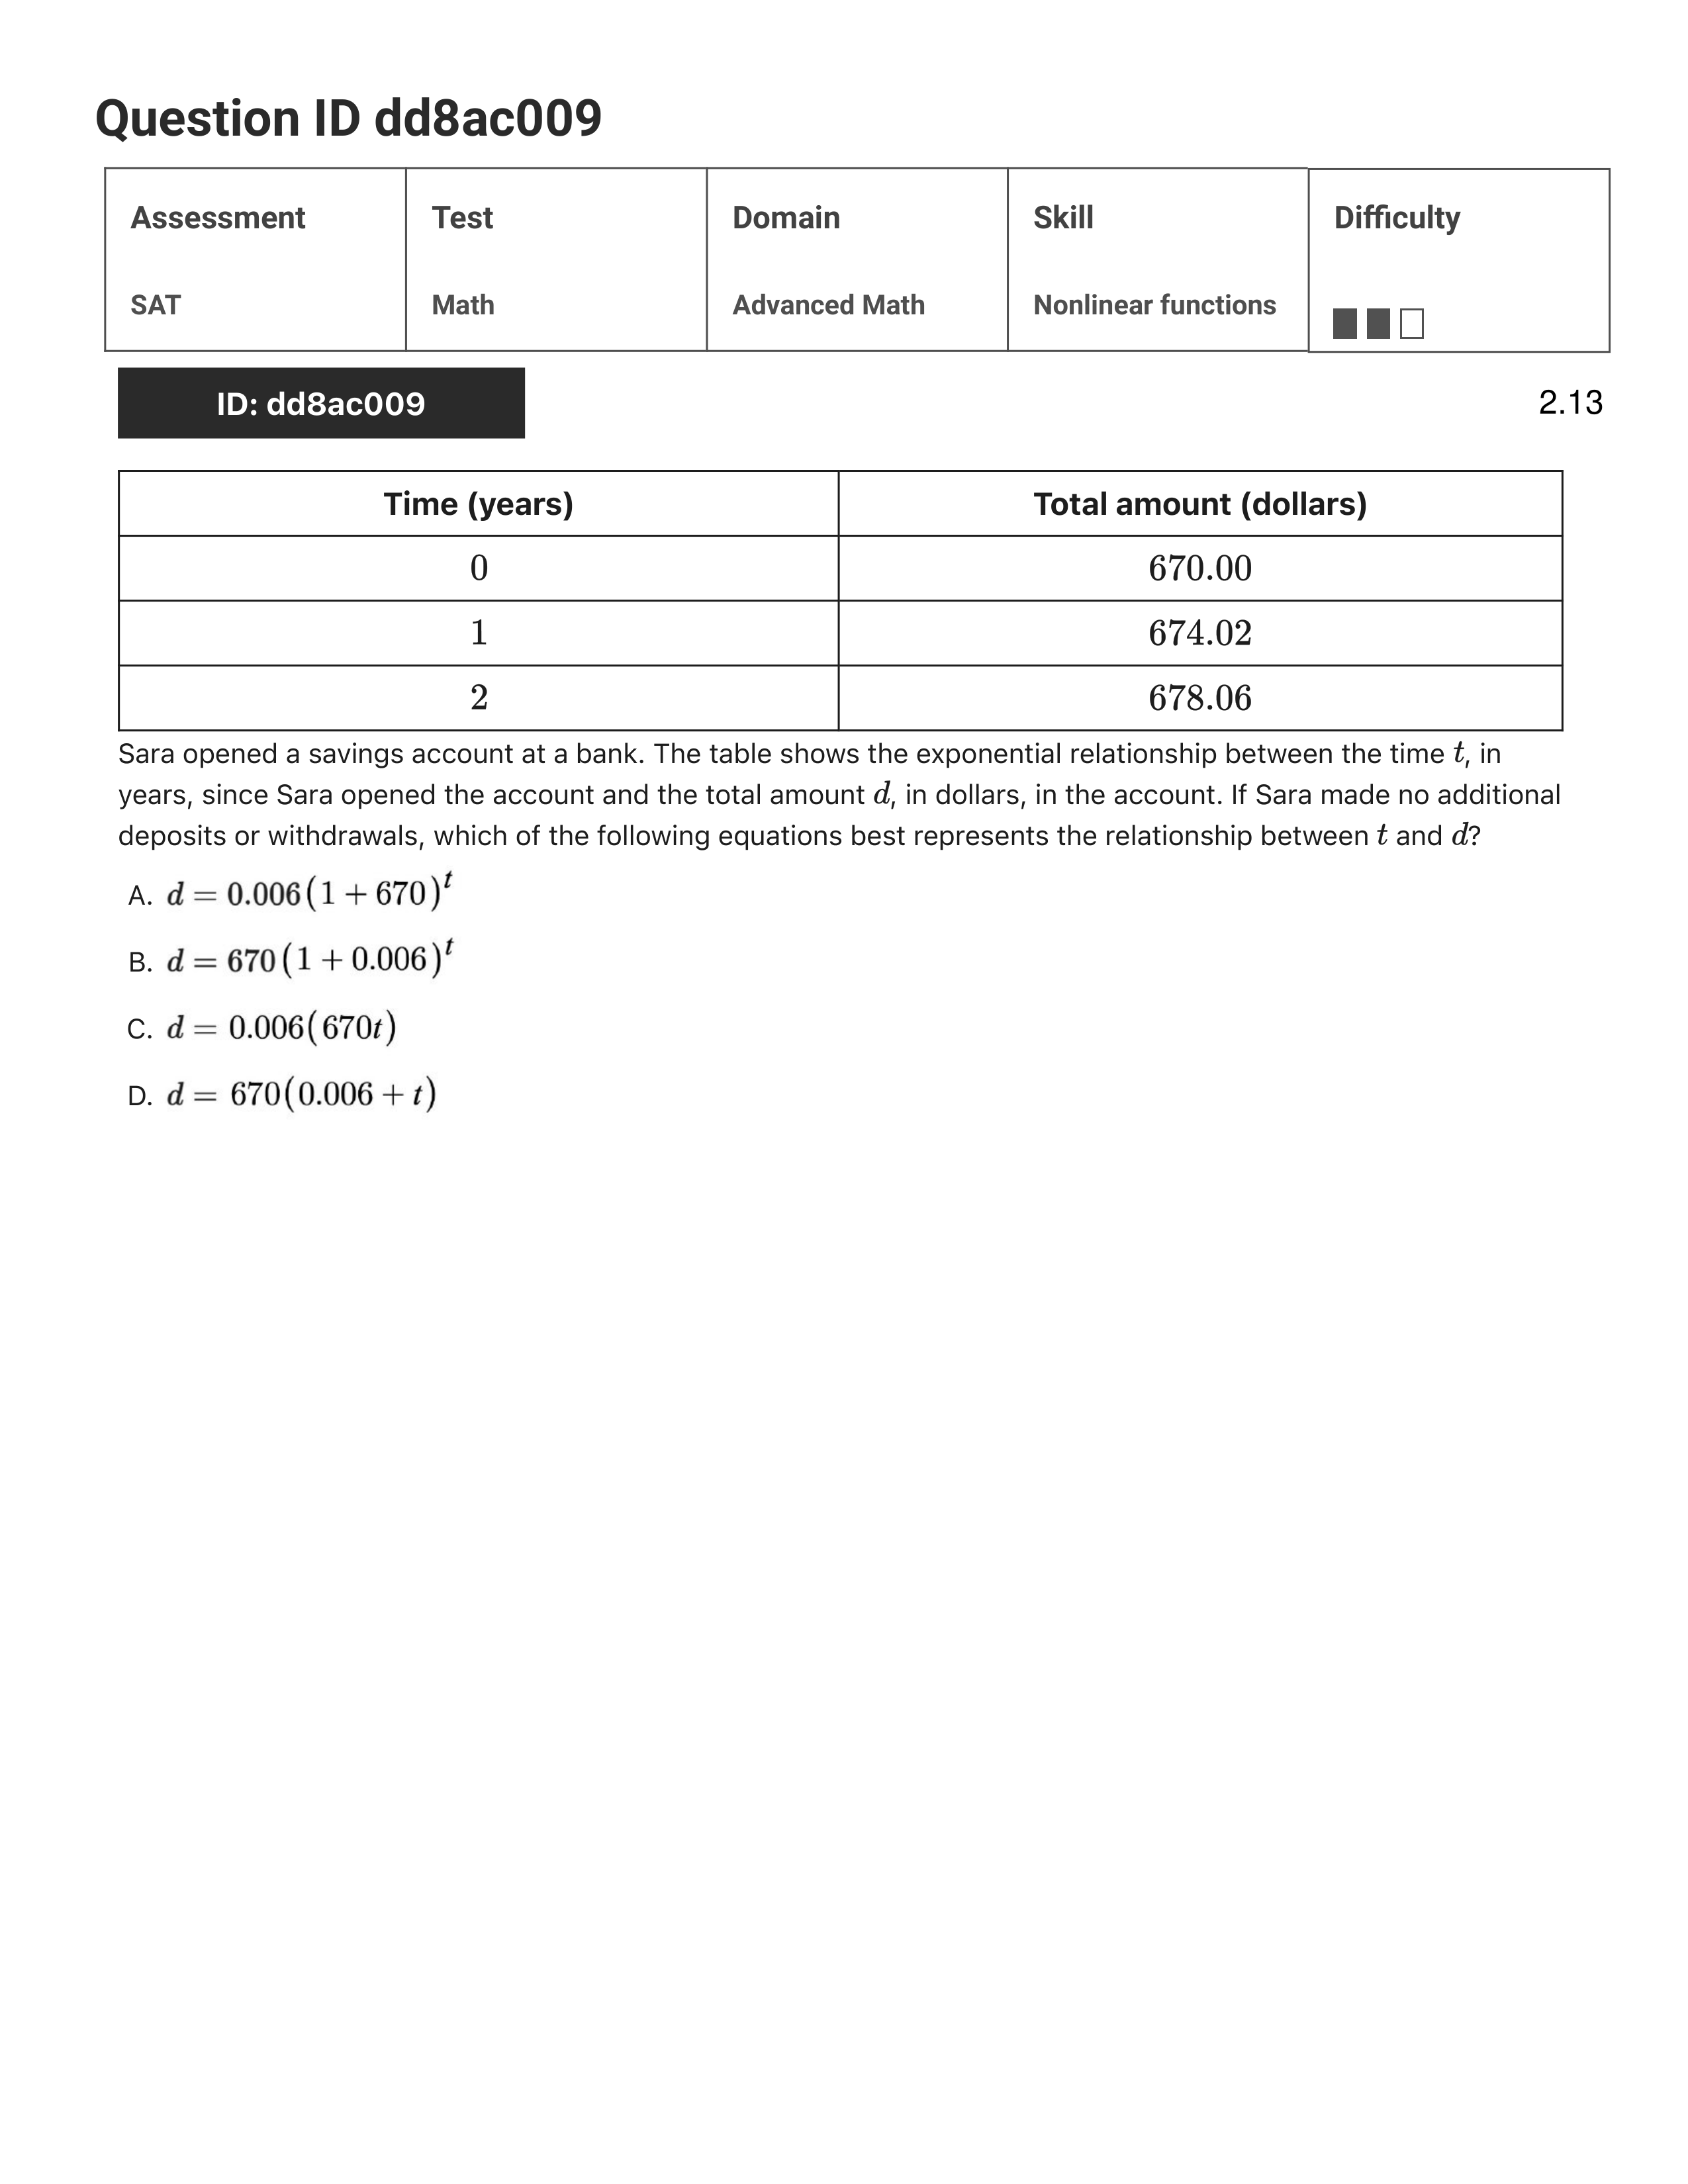 Question ID dd8ac009
Assessment Test Domain Skill Difficulty
SAT Math Advanced Math Nonlinear functions
ID: dd8ac009 2.13
Time (years) Total amount (dollars)
0 670.00
1 674.02
2 678.06
Sara opened a savings account at a bank. The table shows the exponential relationship between the time t, in
years, since Sara opened the account and the total amount d, in dollars, in the account. If Sara made no additional
deposits or withdrawals, which of the following equations best represents the relationship between t and d?
A. d = 0.006(1 + 670)^t
B. d = 670(1 + 0.006)^t
C. d = 0.006(670t)
D. d = 670(0.006 + t)